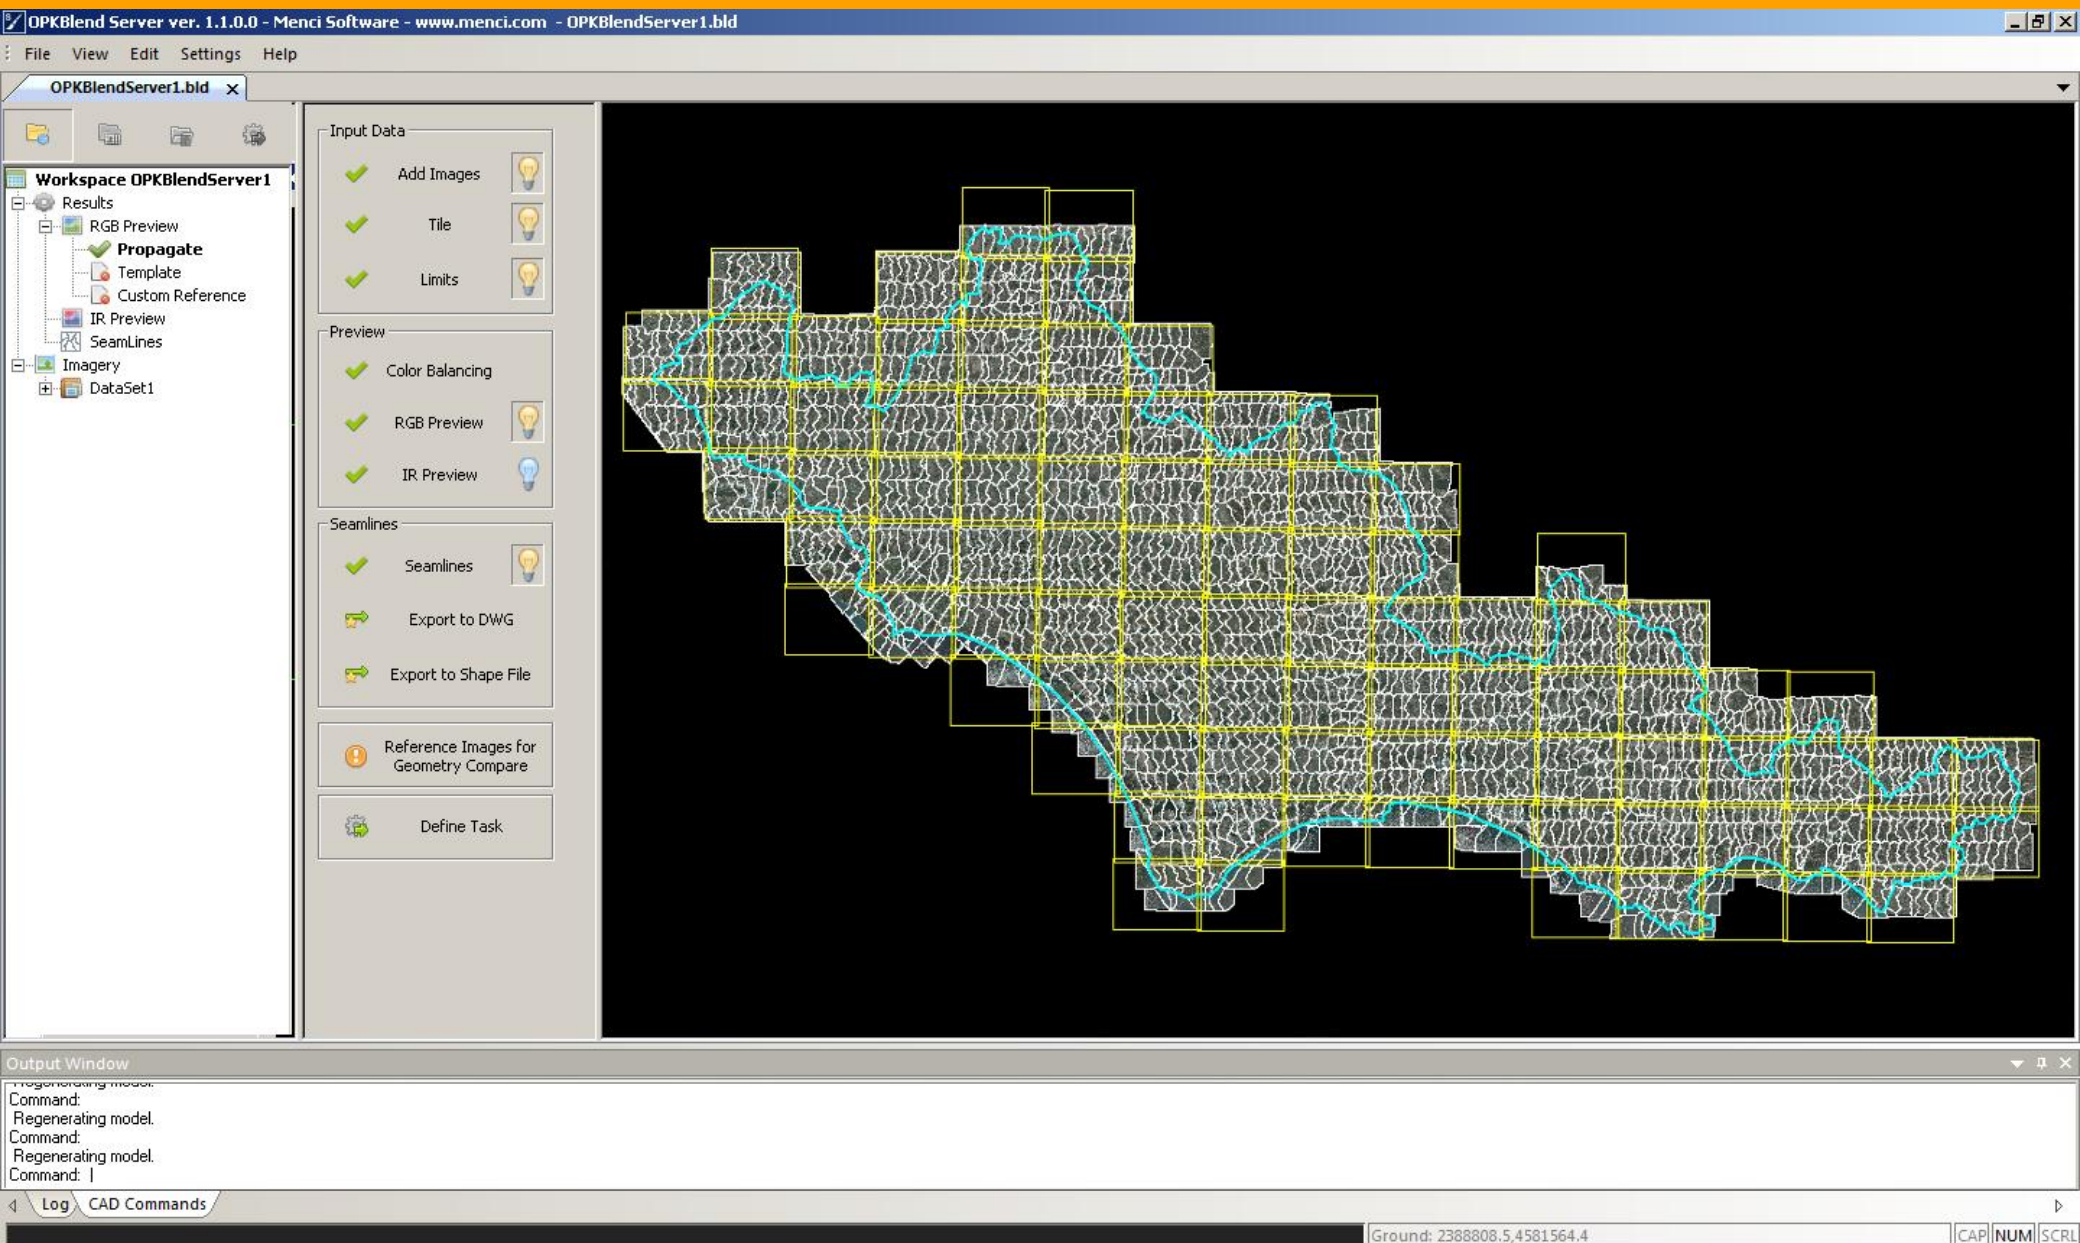 OPKBlend Server ver. 1.1.0.0 - Menci Software - www.menci.com - OPKBlendServer1.bld
File View Edit Settings Help
OPKBlendServer1.bld
Workspace OPKBlendServer1
Results
RGB Preview
Propagate
Template
Custom Reference
IR Preview
SeamLines
Imagery
DataSet1
Input Data
Add Images
Tile
Limits
Preview
Color Balancing
RGB Preview
IR Preview
Seamlines
Seamlines
Export to DWG
Export to Shape File
Reference Images for
Geometry Compare
Define Task
Output Window
Regenerating model.
Command:
Regenerating model.
Command:
Regenerating model.
Command:
Log CAD Commands
Ground: 2388808.5,4581564.4 CAP NUM SCRL